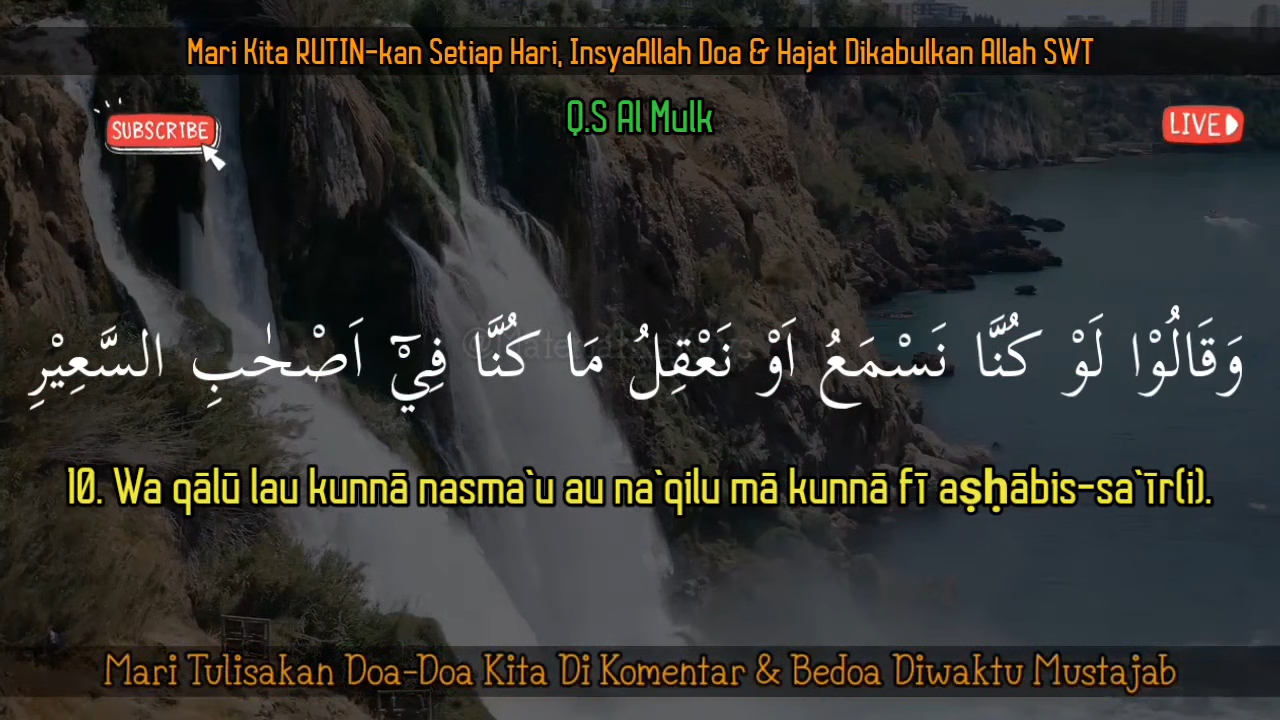 Mari Kita RUTIN-kan Setiap Hari, InsyaAllah Doa & Hajat Dikabulkan Allah SWT
Q.S Al Mulk
SUBSCRIBE
LIVE
وَقَالُوْا لَوْ كُنَّا نَسْمَعُ اَوْ نَعْقِلُ مَا كُنَّا فِيْٓ اَصْحٰبِ السَّعِيْرِ
10. Wa qālū lau kunnā nasma`u au na`qilu mā kunnā fī aṣḥābis-sa`īr(i).
Mari Tulisakan Doa-Doa Kita Di Komentar & Bedoa Diwaktu Mustajab